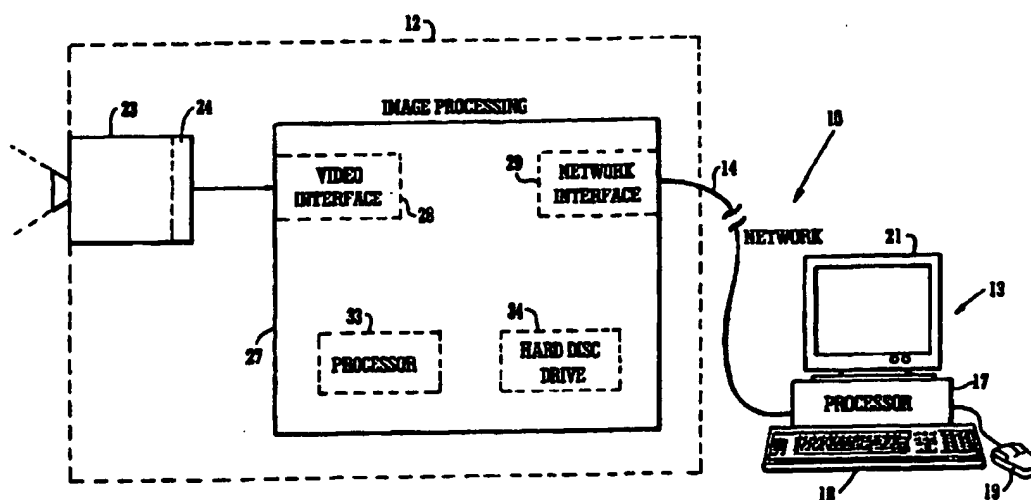 12
23
24
IMAGE PROCESSING
VIDEO
INTERFACE
28
29
NETWORK
INTERFACE
14
NETWORK
21
13
27
33
PROCESSOR
34
HARD DISC
DRIVE
17
PROCESSOR
18
19